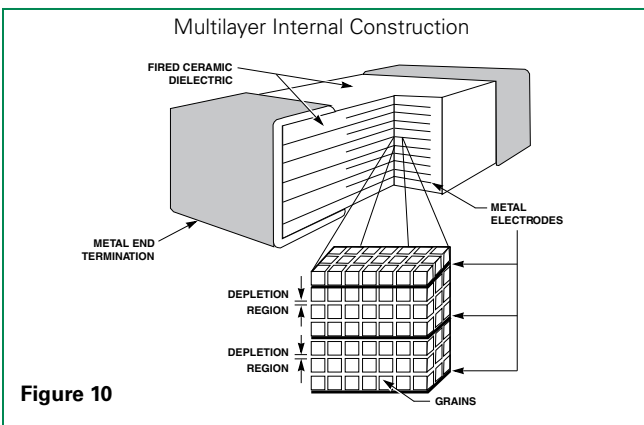 Multilayer Internal Construction
FIRED CERAMIC
DIELECTRIC
METAL
ELECTRODES
METAL END
TERMINATION
DEPLETION
REGION
DEPLETION
REGION
Figure 10
GRAINS